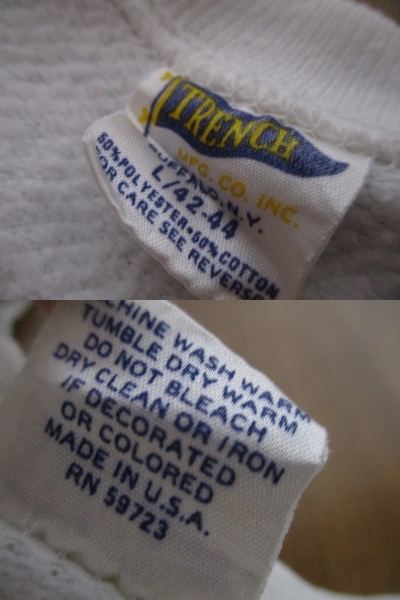 TRENCH
MFG. CO. INC.
BUFFALO, N.Y.
L/42-44
50% POLYESTER•50% COTTON
FOR CARE SEE REVERSE
MACHINE WASH WARM
TUMBLE DRY WARM
DO NOT BLEACH
DRY CLEAN OR IRON
IF DECORATED
OR COLORED
MADE IN U.S.A.
RN 59723